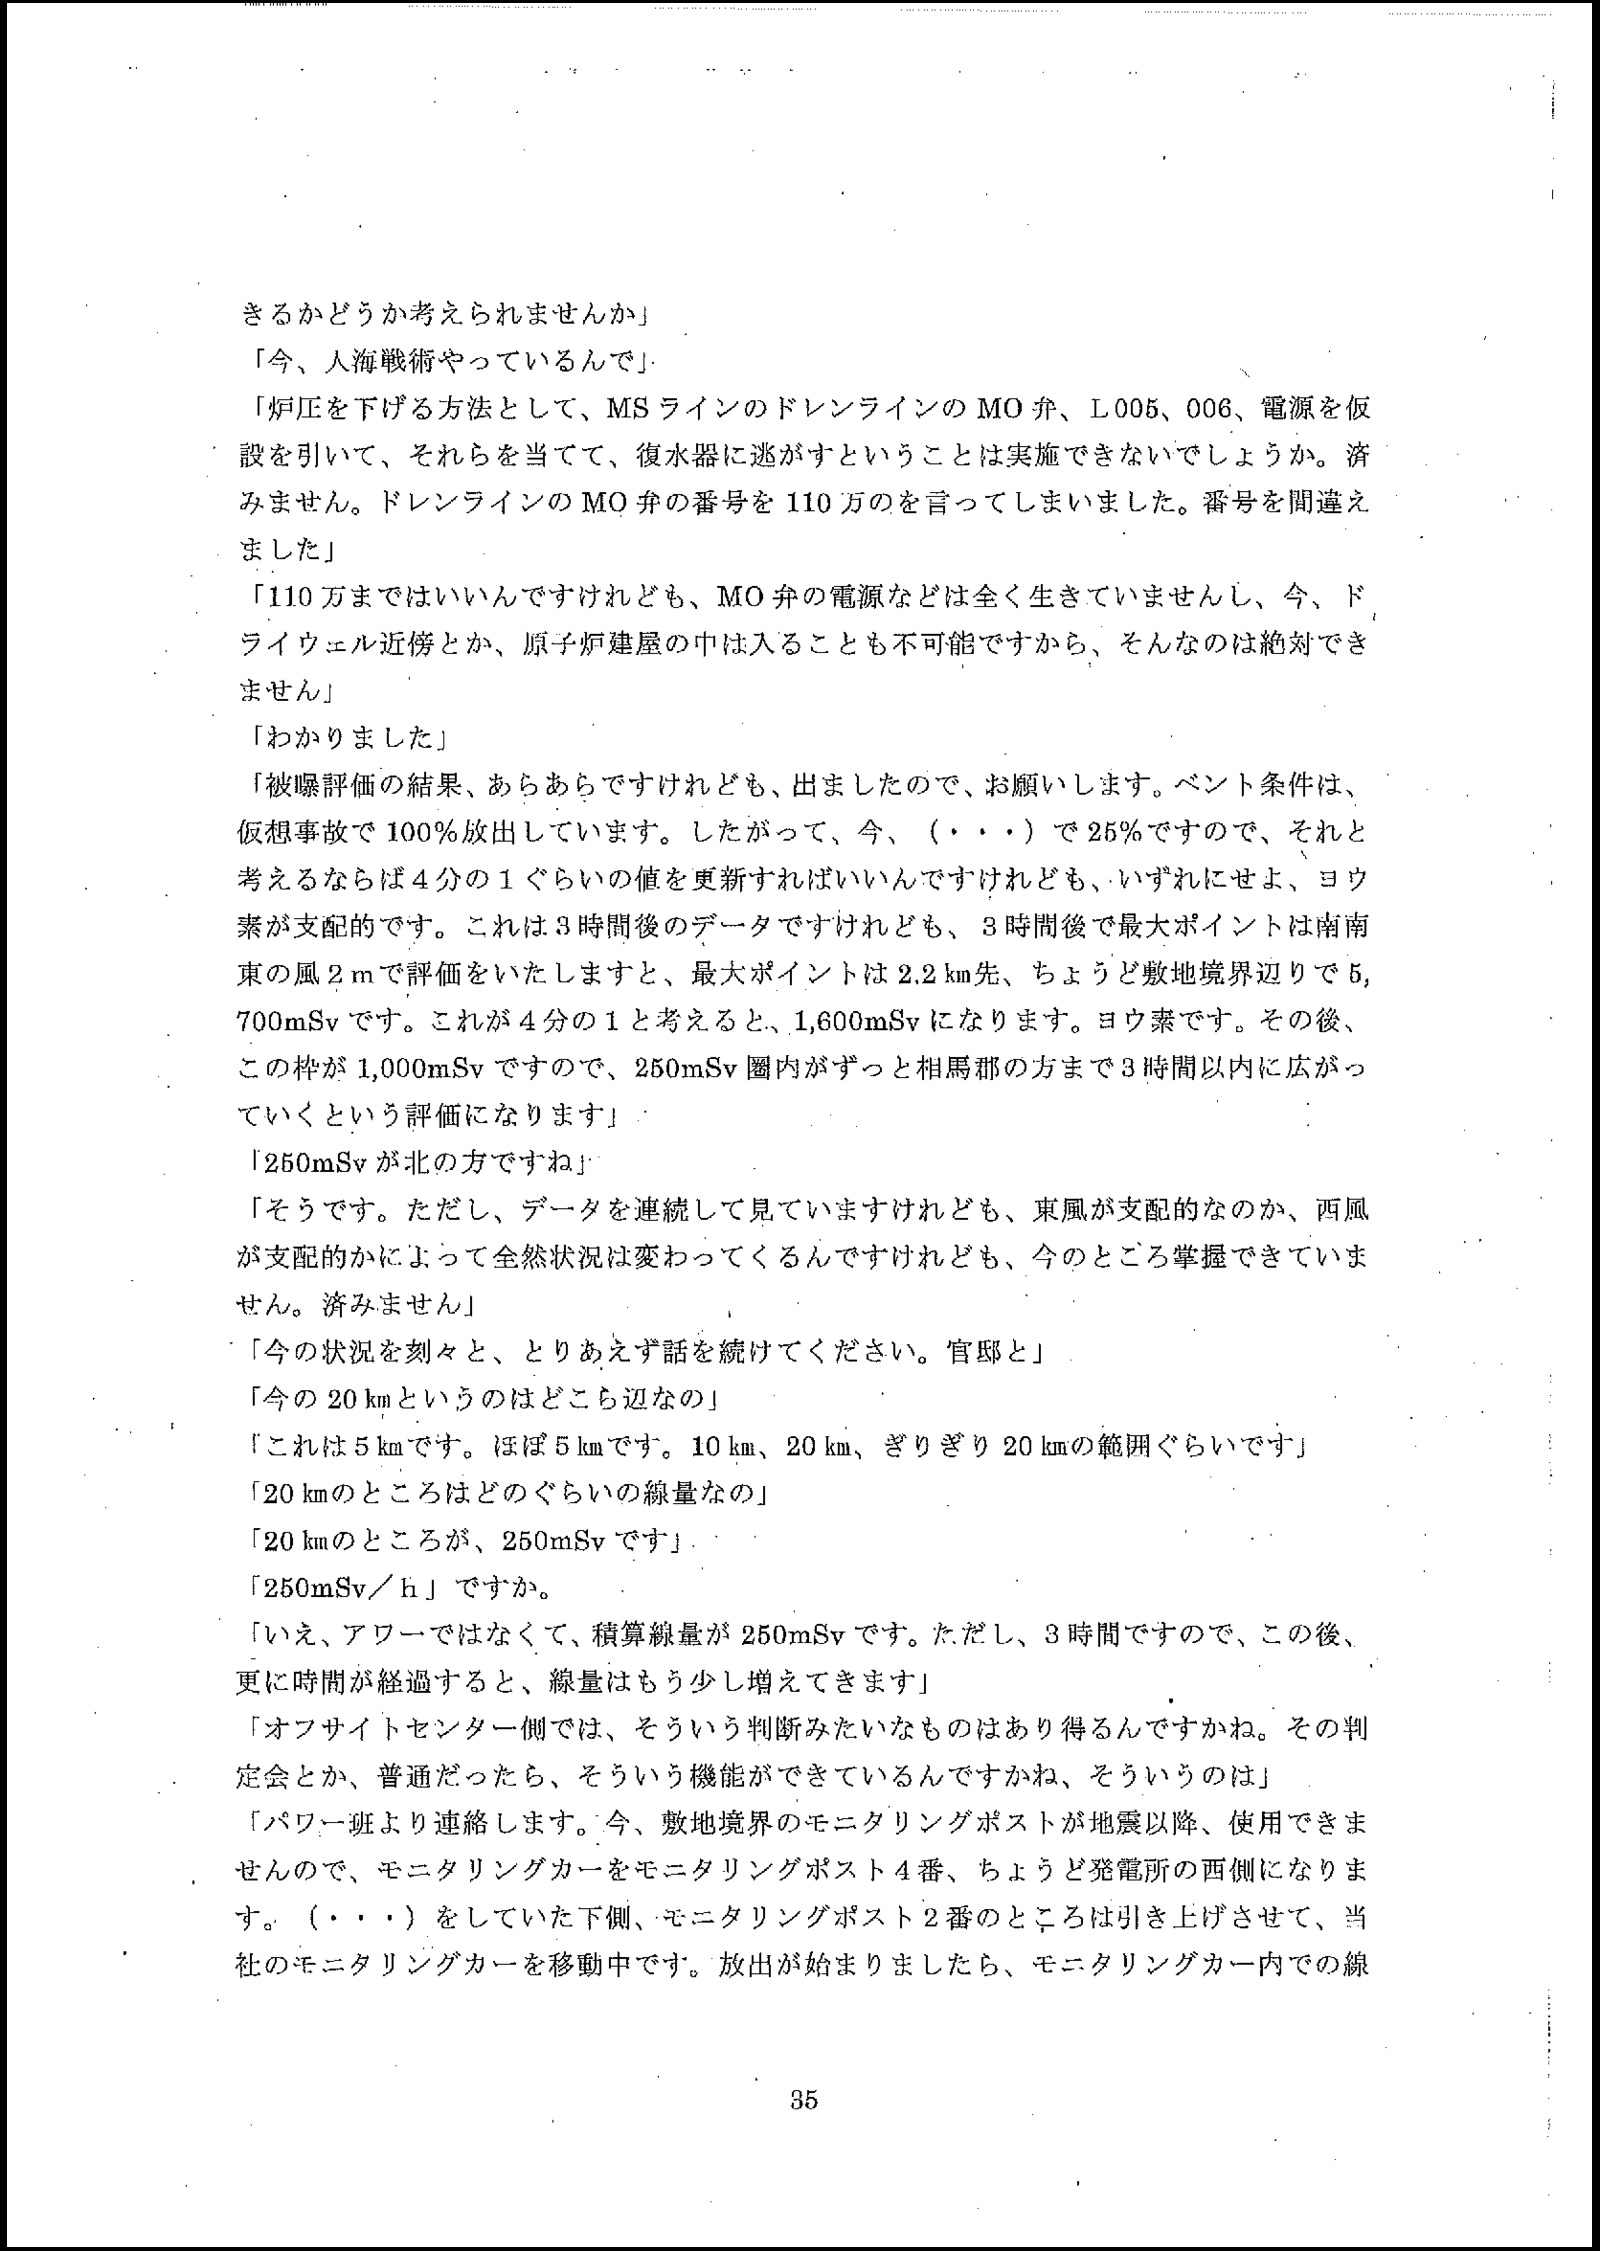 きるかどうか考えられませんか」
「今、人海戦術やっているんで」
「炉圧を下げる方法として、MSラインのドレンラインのMO弁、L005、006、電源を仮
設を引いて、それらを当てて、復水器に逃がすということは実施できないでしょうか。済
みません。ドレンラインのMO弁の番号を110万のを言ってしまいました。番号を間違え
ました」
「110万まではいいんですけれども、MO弁の電源などは全く生きていませんし、今、ド
ライウェル近傍とか、原子炉建屋の中は入ることも不可能ですから、そんなのは絶対でき
ません」
「わかりました」
「被曝評価の結果、あらあらですけれども、出ましたので、お願いします。ベント条件は、
仮想事故で100%放出しています。したがって、今、（・・・）で25%ですので、それと
考えるならば４分の１ぐらいの値を更新すればいいんですけれども、いずれにせよ、ヨウ
素が支配的です。これは３時間後のデータですけれども、３時間後で最大ポイントは南南
東の風２ｍで評価をいたしますと、最大ポイントは2.2㎞先、ちょうど敷地境界辺りで5,
700mSvです。これが４分の１と考えると、1,600mSvになります。ヨウ素です。その後、
この枠が1,000mSvですので、250mSv圏内がずっと相馬郡の方まで３時間以内に広がっ
ていくという評価になります」
「250mSvが北の方ですね」
「そうです。ただし、データを連続して見ていますけれども、東風が支配的なのか、西風
が支配的かによって全然状況は変わってくるんですけれども、今のところ掌握できていま
せん。済みません」
「今の状況を刻々と、とりあえず話を続けてください。官邸と」
「今の20㎞というのはどこら辺なの」
「これは５㎞です。ほぼ５㎞です。10㎞、20㎞、ぎりぎり20㎞の範囲ぐらいです」
「20㎞のところはどのぐらいの線量なの」
「20㎞のところが、250mSvです」
「250mSv／ｈ」ですか。
「いえ、アワーではなくて、積算線量が250mSvです。ただし、３時間ですので、この後、
更に時間が経過すると、線量はもう少し増えてきます」
「オフサイトセンター側では、そういう判断みたいなものはあり得るんですかね。その判
定会とか、普通だったら、そういう機能ができているんですかね、そういうのは」
「パワー班より連絡します。今、敷地境界のモニタリングポストが地震以降、使用できま
せんので、モニタリングカーをモニタリングポスト４番、ちょうど発電所の西側になりま
す。（・・・）をしていた下側、モニタリングポスト２番のところは引き上げさせて、当
社のモニタリングカーを移動中です。放出が始まりましたら、モニタリングカー内での線
35